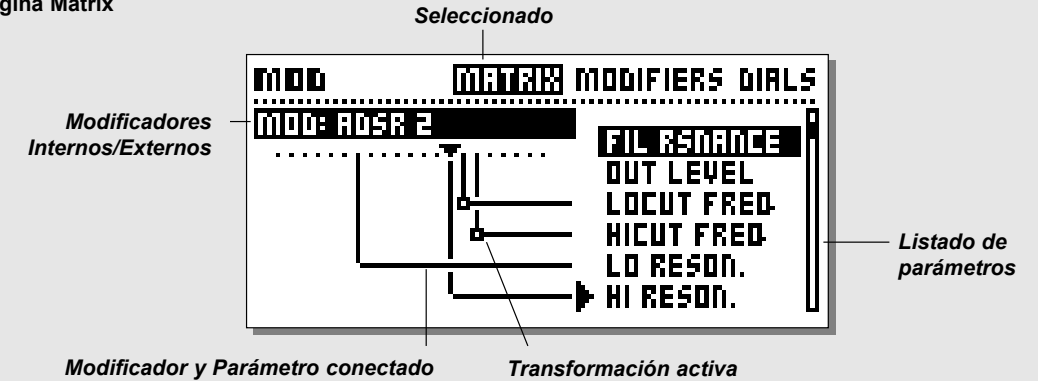 gina Matrix
Seleccionado
MOD MATRIX MODIFIERS DIALS
Modificadores
Internos/Externos
MOD: ADSR 2
FIL RSNANCE
OUT LEVEL
LOCUT FREQ
HICUT FREQ
LO RESON.
HI RESON.
Listado de
parámetros
Modificador y Parámetro conectado
Transformación activa